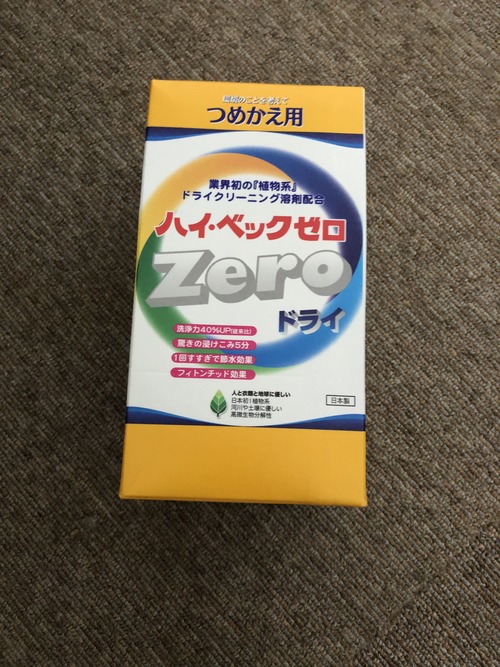 環境のことを考えて
つめかえ用
業界初の『植物系』
ドライクリーニング溶剤配合
ハイ・ベックゼロ
Zero
ドライ
洗浄力40%UP(従来比)
驚きの浸けこみ5分
1回すすぎで節水効果
フィトンチッド効果
人と衣類と地球に優しい
日本初!植物系
河川や土壌に優しい
高微生物分解性
日本製